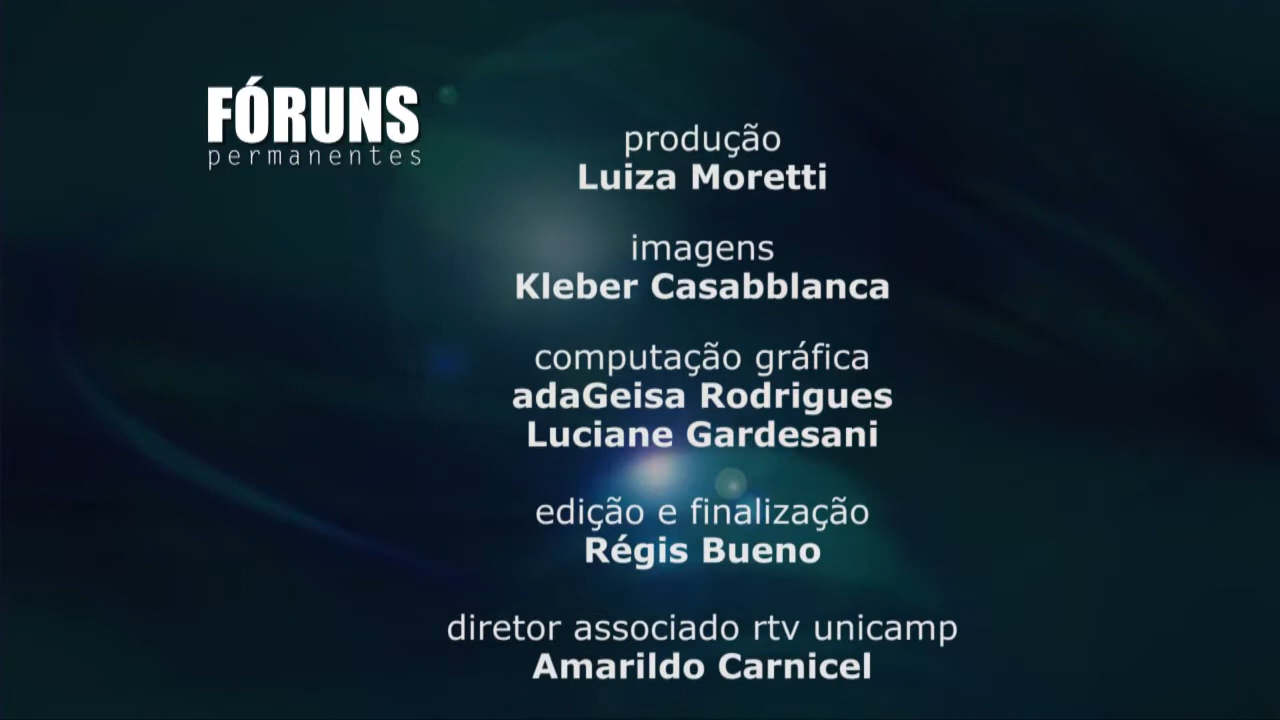 FÓRUNS
permanentes
produção
Luiza Moretti
imagens
Kleber Casabblanca
computação gráfica
adaGeisa Rodrigues
Luciane Gardesani
edição e finalização
Régis Bueno
diretor associado rtv unicamp
Amarildo Carnicel